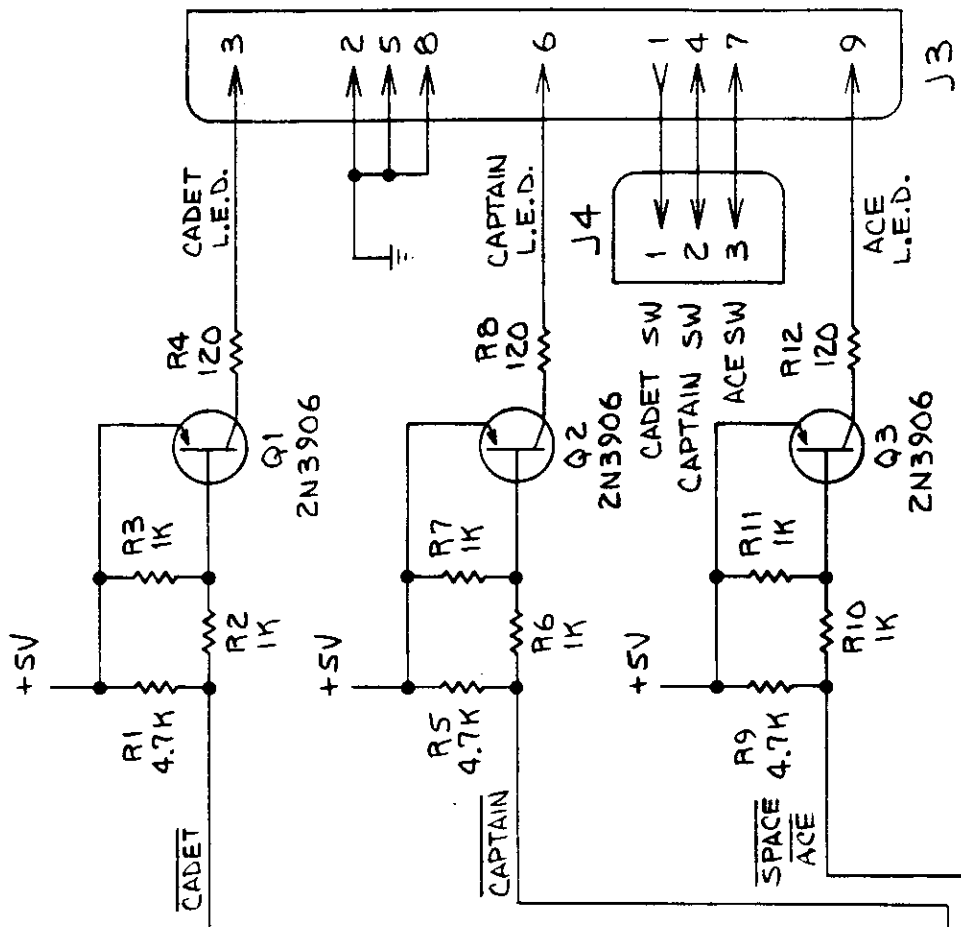 3
2
5
8
6
1
4
7
9
J3
CADET
L.E.D.
CAPTAIN
L.E.D.
J4
1
2
3
CADET SW
CAPTAIN SW
ACE SW
ACE
L.E.D.
R4
120
R8
120
R12
120
Q1
2N3906
Q2
2N3906
Q3
2N3906
R3
1K
R7
1K
R11
1K
R2
1K
R6
1K
R10
1K
+5V
+5V
+5V
R1
4.7K
R5
4.7K
R9
4.7K
CADET
CAPTAIN
SPACE
ACE